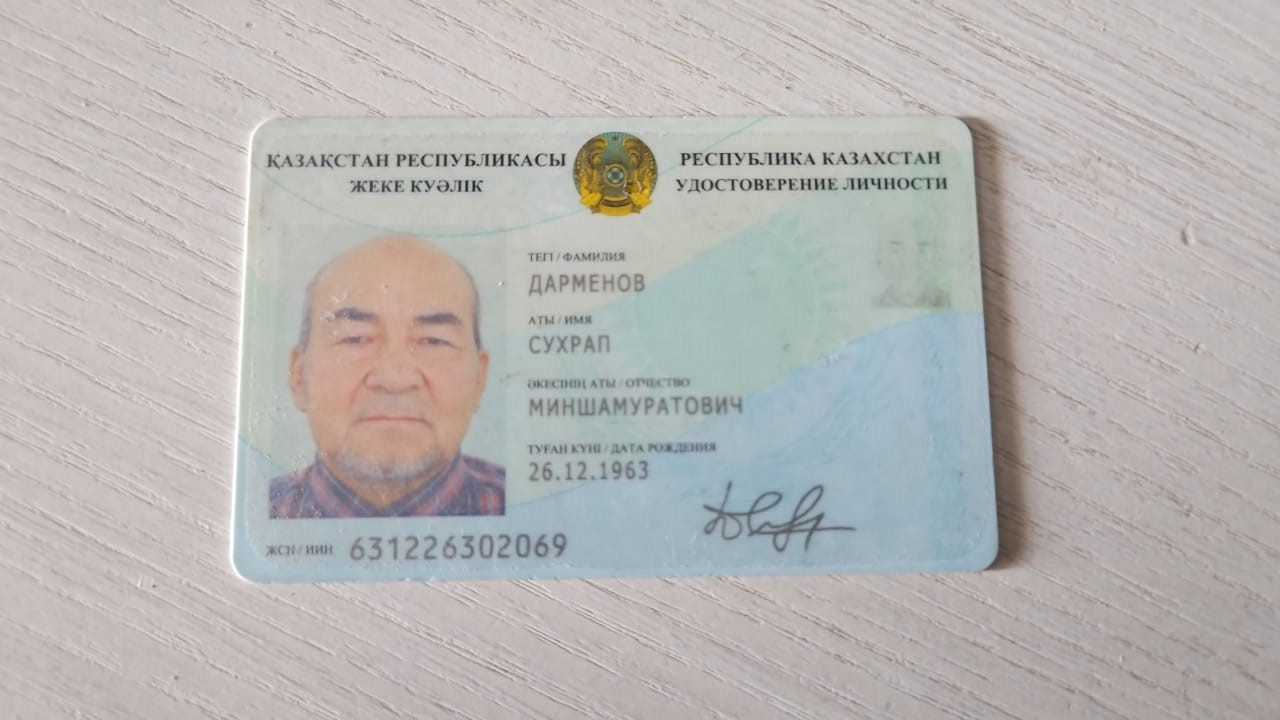 ҚАЗАҚСТАН РЕСПУБЛИКАСЫ
ЖЕКЕ КУӘЛІК
РЕСПУБЛИКА КАЗАХСТАН
УДОСТОВЕРЕНИЕ ЛИЧНОСТИ
ТЕГІ / ФАМИЛИЯ
ДАРМЕНОВ
АТЫ / ИМЯ
СУХРАП
ӘКЕСІНІҢ АТЫ / ОТЧЕСТВО
МИНШАМУРАТОВИЧ
ТУҒАН КҮНІ / ДАТА РОЖДЕНИЯ
26.12.1963
ЖСН / ИИН 631226302069